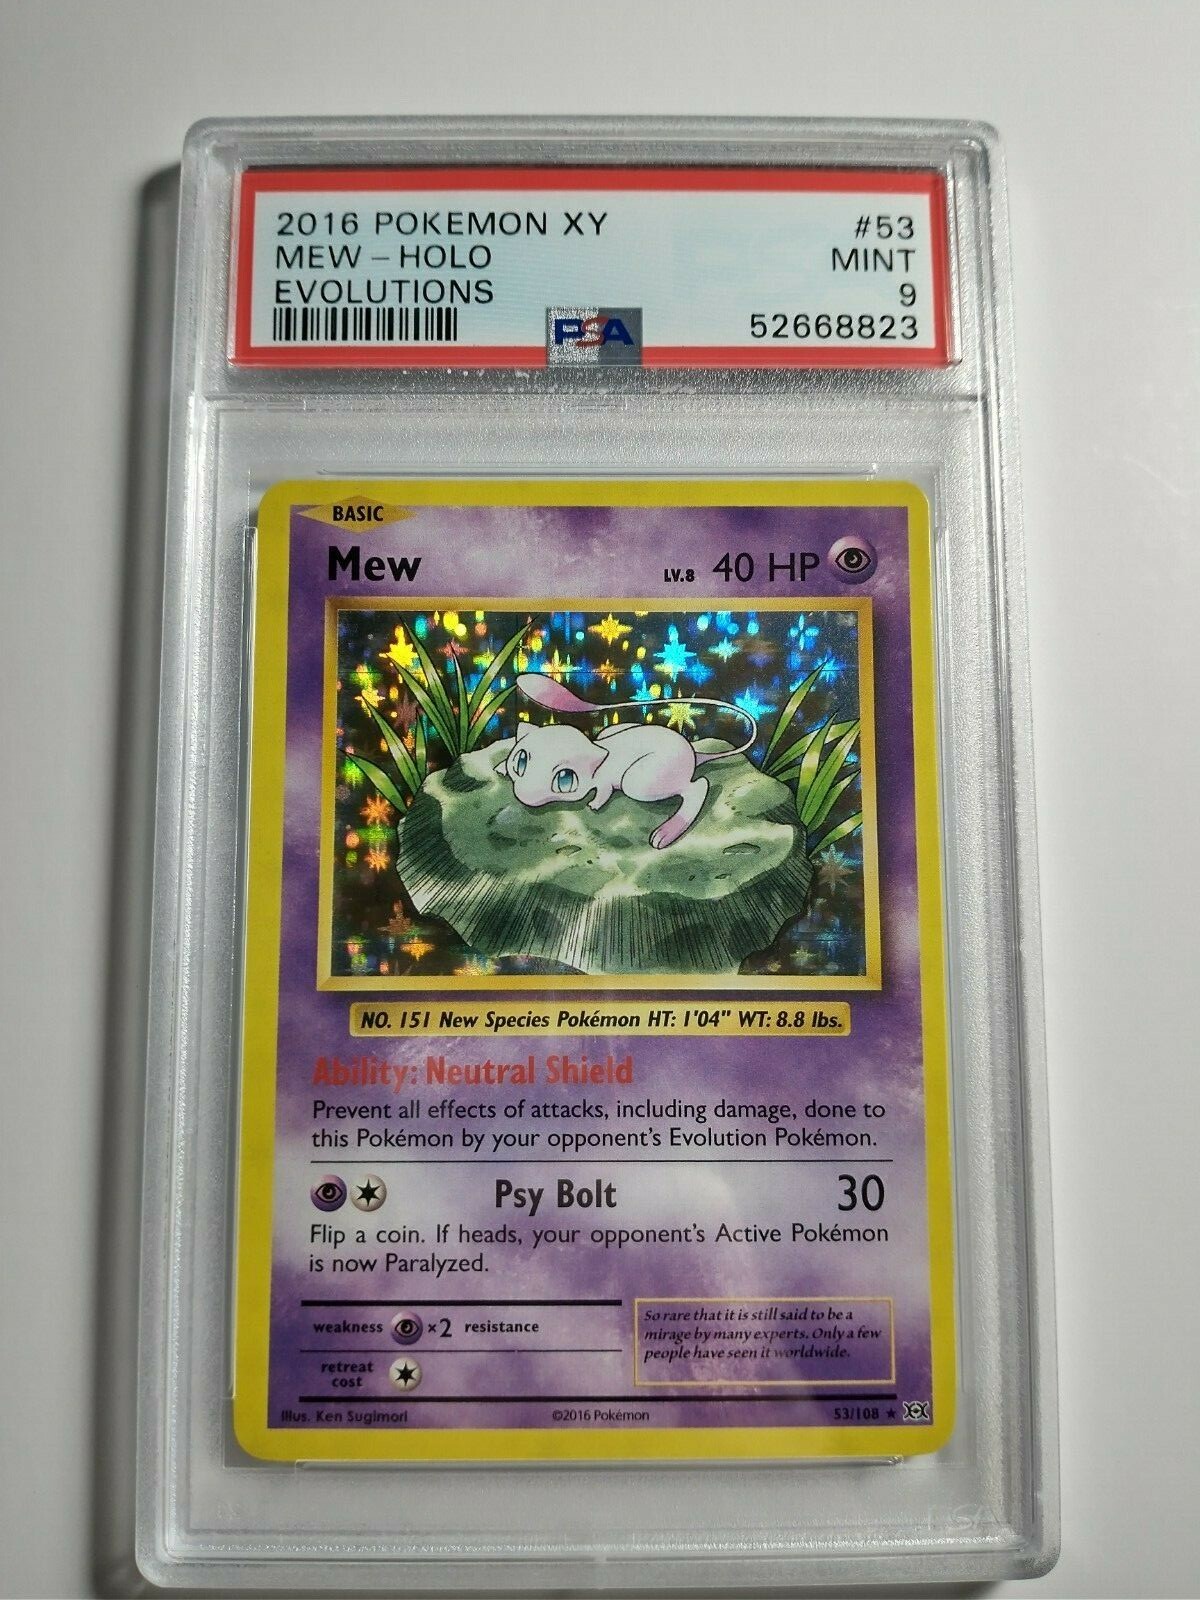 2016 POKEMON XY #53
MEW - HOLO MINT
EVOLUTIONS 9
PSA 52668823
BASIC
Mew LV.8 40 HP
NO. 151 New Species Pokémon HT: 1'04" WT: 8.8 lbs.
Ability: Neutral Shield
Prevent all effects of attacks, including damage, done to
this Pokémon by your opponent's Evolution Pokémon.
Psy Bolt 30
Flip a coin. If heads, your opponent's Active Pokémon
is now Paralyzed.
weakness ×2 resistance
retreat
cost
So rare that it is still said to be a
mirage by many experts. Only a few
people have seen it worldwide.
Illus. Ken Sugimori ©2016 Pokémon 53/108 ★
PSA